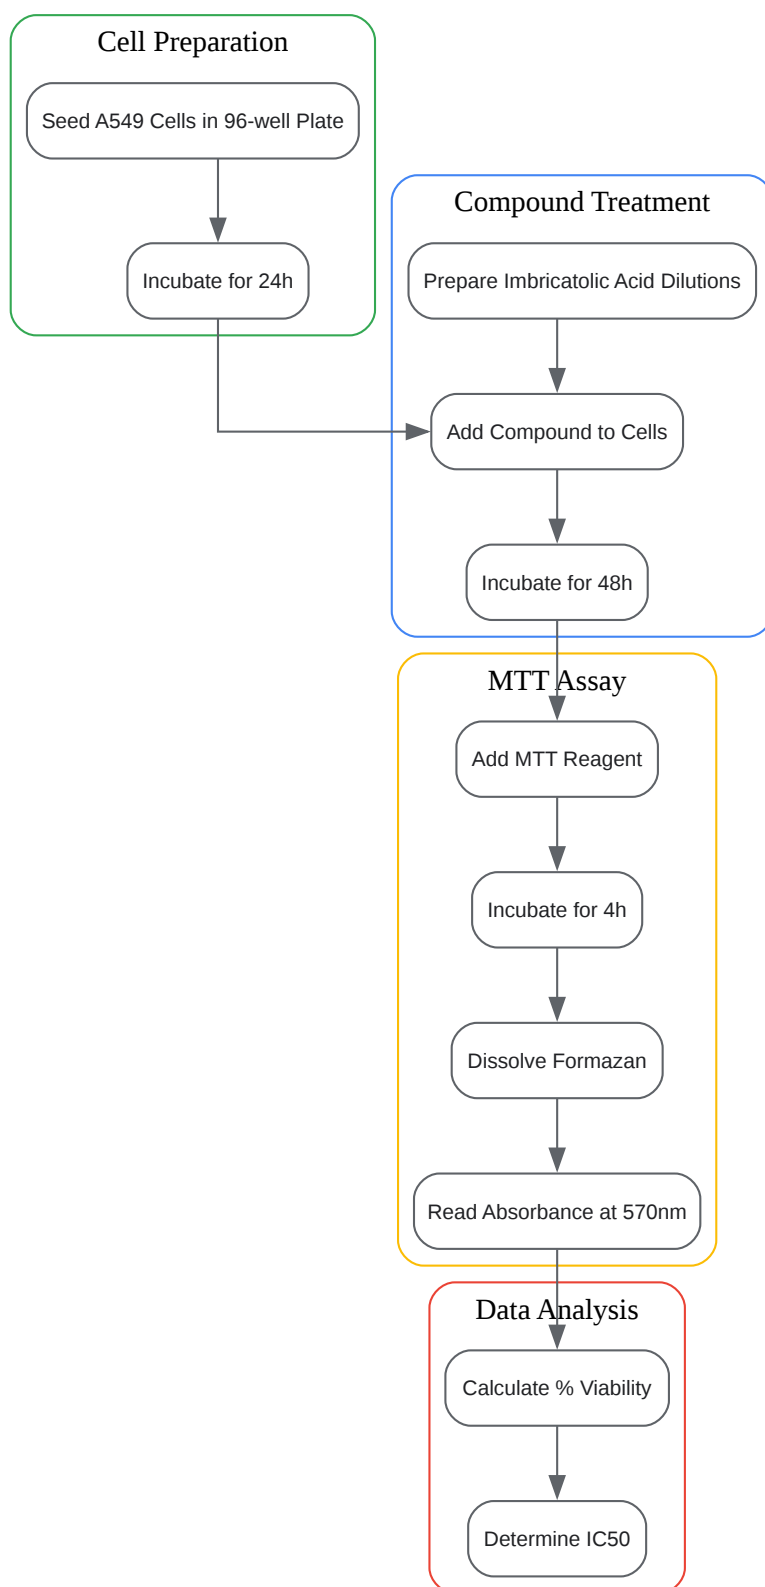 Cell Preparation
Seed A549 Cells in 96-well Plate
Incubate for 24h
Compound Treatment
Prepare Imbricatolic Acid Dilutions
Add Compound to Cells
Incubate for 48h
MTT Assay
Add MTT Reagent
Incubate for 4h
Dissolve Formazan
Read Absorbance at 570nm
Data Analysis
Calculate % Viability
Determine IC50